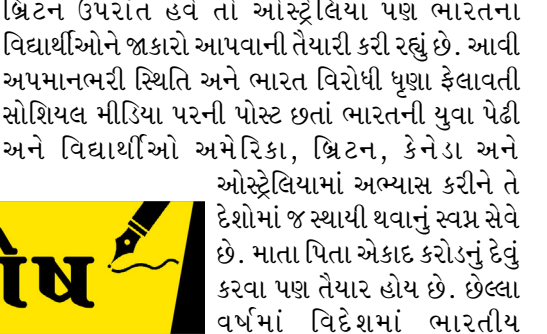 બ્રિટન ઉપરાંત હવે તો ઓસ્ટ્રેલિયા પણ ભારતના
વિદ્યાર્થીઓને જાકારો આપવાની તૈયારી કરી રહ્યું છે. આવી
અપમાનભરી સ્થિતિ અને ભારત વિરોધી ધૃણા ફેલાવતી
સોશિયલ મીડિયા પરની પોસ્ટ છતાં ભારતની યુવા પેઢી
અને વિદ્યાર્થીઓ અમેરિકા, બ્રિટન, કેનેડા અને
ઓસ્ટ્રેલિયામાં અભ્યાસ કરીને તે
દેશોમાં જ સ્થાયી થવાનું સ્વપ્ન સેવે
છે. માતા પિતા એકાદ કરોડનું દેવું
કરવા પણ તૈયાર હોય છે. છેલ્લા
વર્ષમાં વિદેશમાં ભારતીય